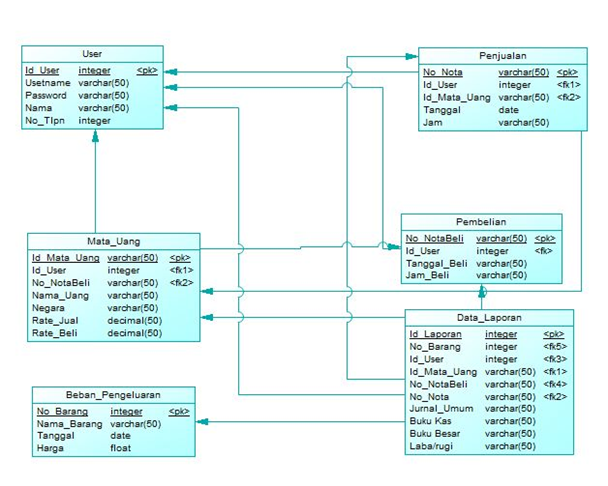 User
Id_User integer <pk>
Usetname varchar(50)
Password varchar(50)
Nama varchar(50)
No_Tlpn integer
Penjualan
No_Nota varchar(50) <pk>
Id_User integer <fk1>
Id_Mata_Uang varchar(50) <fk2>
Tanggal date
Jam varchar(50)
Mata_Uang
Id_Mata_Uang varchar(50) <pk>
Id_User integer <fk1>
No_NotaBeli varchar(50) <fk2>
Nama_Uang varchar(50)
Negara varchar(50)
Rate_Jual decimal(50)
Rate_Beli decimal(50)
Pembelian
No_NotaBeli varchar(50) <pk>
Id_User integer <fk>
Tanggal_Beli varchar(50)
Jam_Beli varchar(50)
Data_Laporan
Id_Laporan integer <pk>
No_Barang integer <fk5>
Id_User integer <fk3>
Id_Mata_Uang varchar(50) <fk1>
No_NotaBeli varchar(50) <fk4>
No_Nota varchar(50) <fk2>
Jurnal_Umum varchar(50)
Buku Kas varchar(50)
Buku Besar varchar(50)
Laba/rugi varchar(50)
Beban_Pengeluaran
No_Barang integer <pk>
Nama_Barang varchar(50)
Tanggal date
Harga float